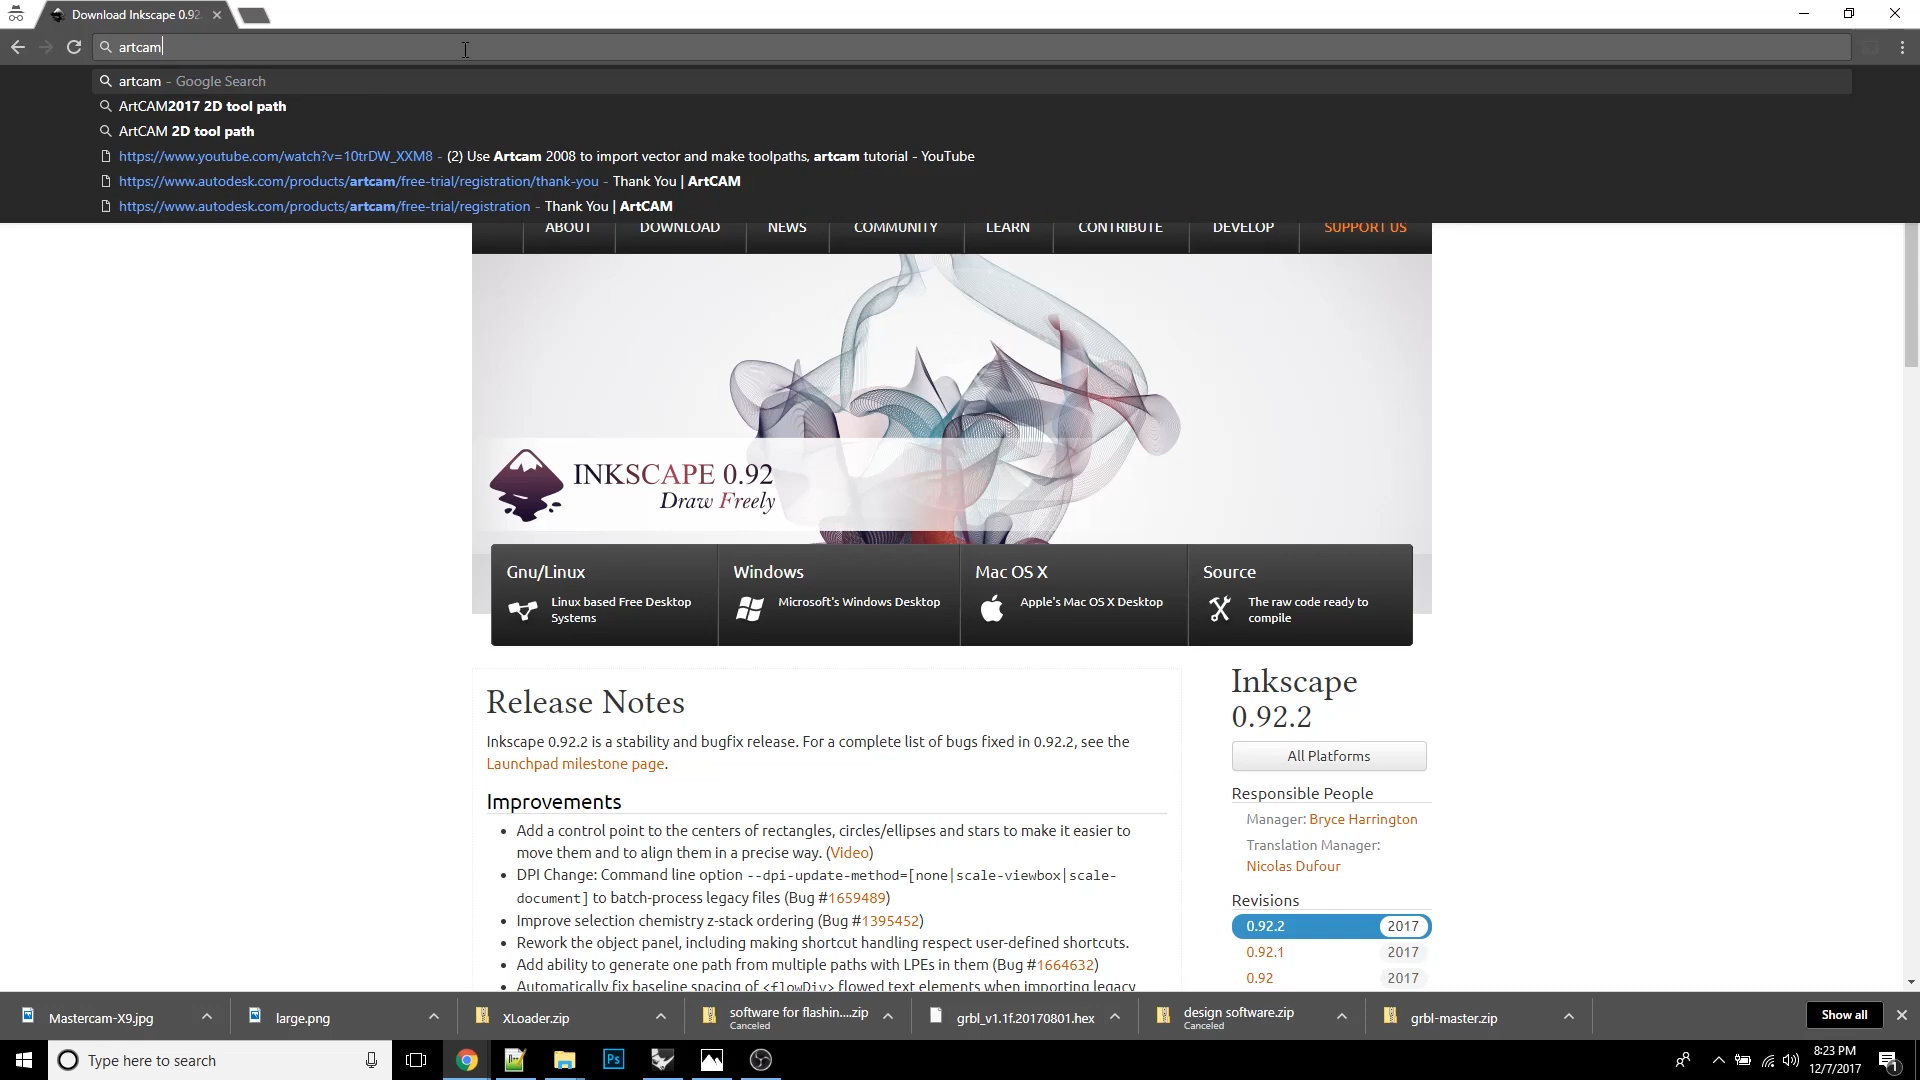 Download Inkscape 0.92.
artcam
artcam - Google Search
ArtCAM2017 2D tool path
ArtCAM 2D tool path
https://www.youtube.com/watch?v=10trDW_XXM8 - (2) Use Artcam 2008 to import vector and make toolpaths, artcam tutorial - YouTube
https://www.autodesk.com/products/artcam/free-trial/registration/thank-you - Thank You | ArtCAM
https://www.autodesk.com/products/artcam/free-trial/registration - Thank You | ArtCAM
ABOUT DOWNLOAD NEWS COMMUNITY LEARN CONTRIBUTE DEVELOP SUPPORT US
INKSCAPE 0.92
Draw Freely
Gnu/Linux
Linux based Free Desktop
Systems
Windows
Microsoft's Windows Desktop
Mac OS X
Apple's Mac OS X Desktop
Source
The raw code ready to
compile
Release Notes
Inkscape 0.92.2 is a stability and bugfix release. For a complete list of bugs fixed in 0.92.2, see the
Launchpad milestone page.
Improvements
• Add a control point to the centers of rectangles, circles/ellipses and stars to make it easier to
move them and to align them in a precise way. (Video)
• DPI Change: Command line option --dpi-update-method=[none|scale-viewbox|scale-
document] to batch-process legacy files (Bug #1659489)
• Improve selection chemistry z-stack ordering (Bug #1395452)
• Rework the object panel, including making shortcut handling respect user-defined shortcuts.
• Add ability to generate one path from multiple paths with LPEs in them (Bug #1664632)
• Automatically fix baseline spacing of <flowDiv> flowed text elements when importing legacy
Inkscape
0.92.2
All Platforms
Responsible People
Manager: Bryce Harrington
Translation Manager:
Nicolas Dufour
Revisions
0.92.2 2017
0.92.1 2017
0.92 2017
Mastercam-X9.jpg
large.png
XLoader.zip
software for flashin....zip
Canceled
grbl_v1.1f.20170801.hex
design software.zip
Canceled
grbl-master.zip
Show all
Type here to search
Ps
8:23 PM
12/7/2017
1